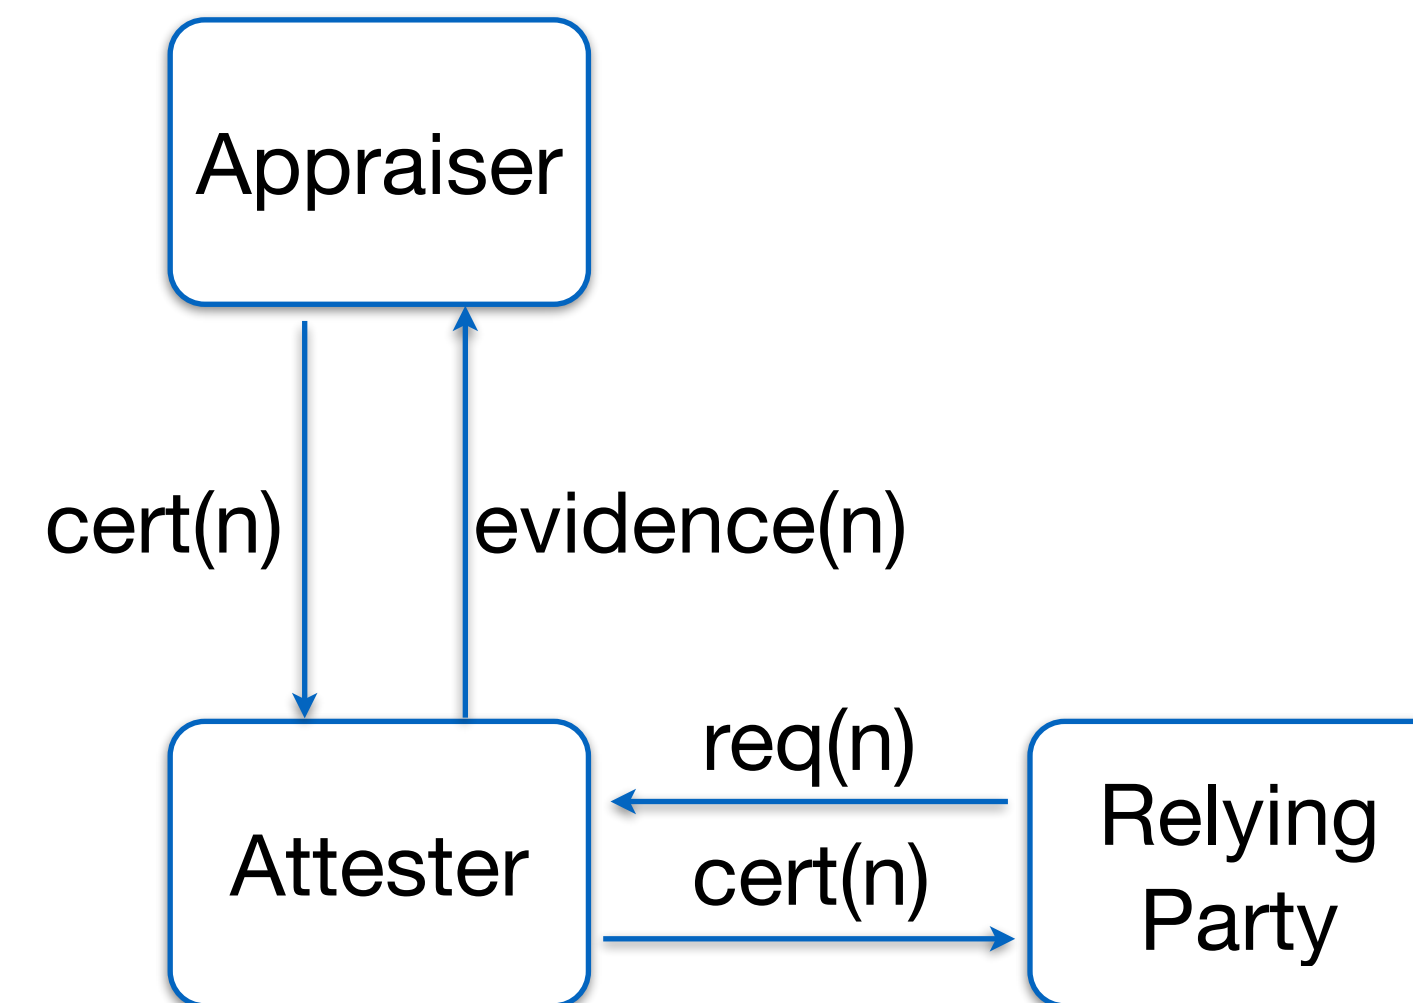 Appraiser
cert(n)
evidence(n)
req(n)
cert(n)
Attester
Relying
Party